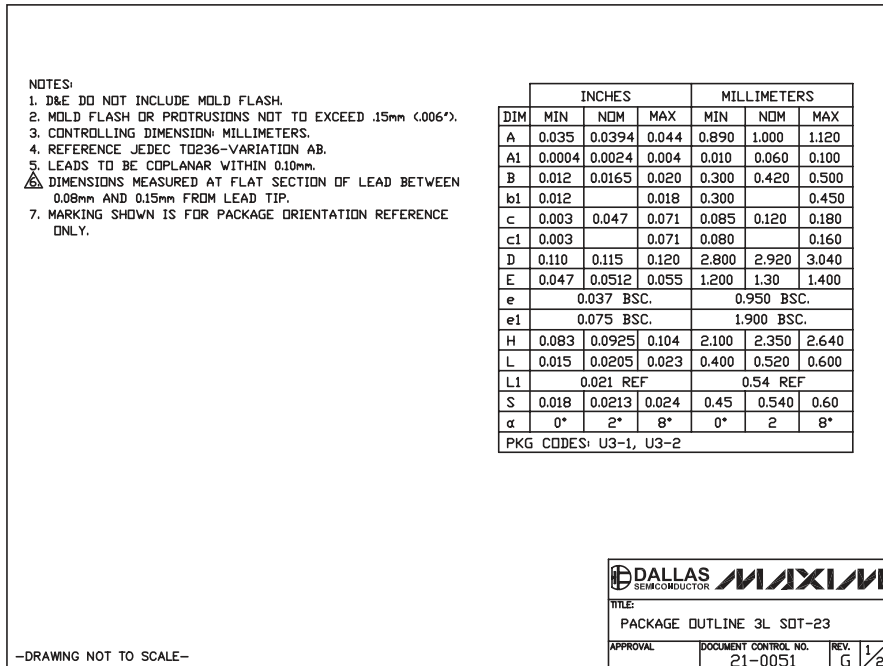 NOTES:
1. D&E DO NOT INCLUDE MOLD FLASH.
2. MOLD FLASH OR PROTRUSIONS NOT TO EXCEED .15mm (.006").
3. CONTROLLING DIMENSION: MILLIMETERS.
4. REFERENCE JEDEC TO236-VARIATION AB.
5. LEADS TO BE COPLANAR WITHIN 0.10mm.
6. DIMENSIONS MEASURED AT FLAT SECTION OF LEAD BETWEEN
0.08mm AND 0.15mm FROM LEAD TIP.
7. MARKING SHOWN IS FOR PACKAGE ORIENTATION REFERENCE
ONLY.
INCHES MILLIMETERS
DIM MIN NOM MAX MIN NOM MAX
A 0.035 0.0394 0.044 0.890 1.000 1.120
A1 0.0004 0.0024 0.004 0.010 0.060 0.100
B 0.012 0.0165 0.020 0.300 0.420 0.500
b1 0.012 0.018 0.300 0.450
c 0.003 0.047 0.071 0.085 0.120 0.180
c1 0.003 0.071 0.080 0.160
D 0.110 0.115 0.120 2.800 2.920 3.040
E 0.047 0.0512 0.055 1.200 1.30 1.400
e 0.037 BSC. 0.950 BSC.
e1 0.075 BSC. 1.900 BSC.
H 0.083 0.0925 0.104 2.100 2.350 2.640
L 0.015 0.0205 0.023 0.400 0.520 0.600
L1 0.021 REF 0.54 REF
S 0.018 0.0213 0.024 0.45 0.540 0.60
α 0° 2° 8° 0° 2 8°
PKG CODES: U3-1, U3-2
DALLAS SEMICONDUCTOR MAXIM
TITLE:
PACKAGE OUTLINE 3L SOT-23
APPROVAL DOCUMENT CONTROL NO. REV.
21-0051 G 1/2
-DRAWING NOT TO SCALE-